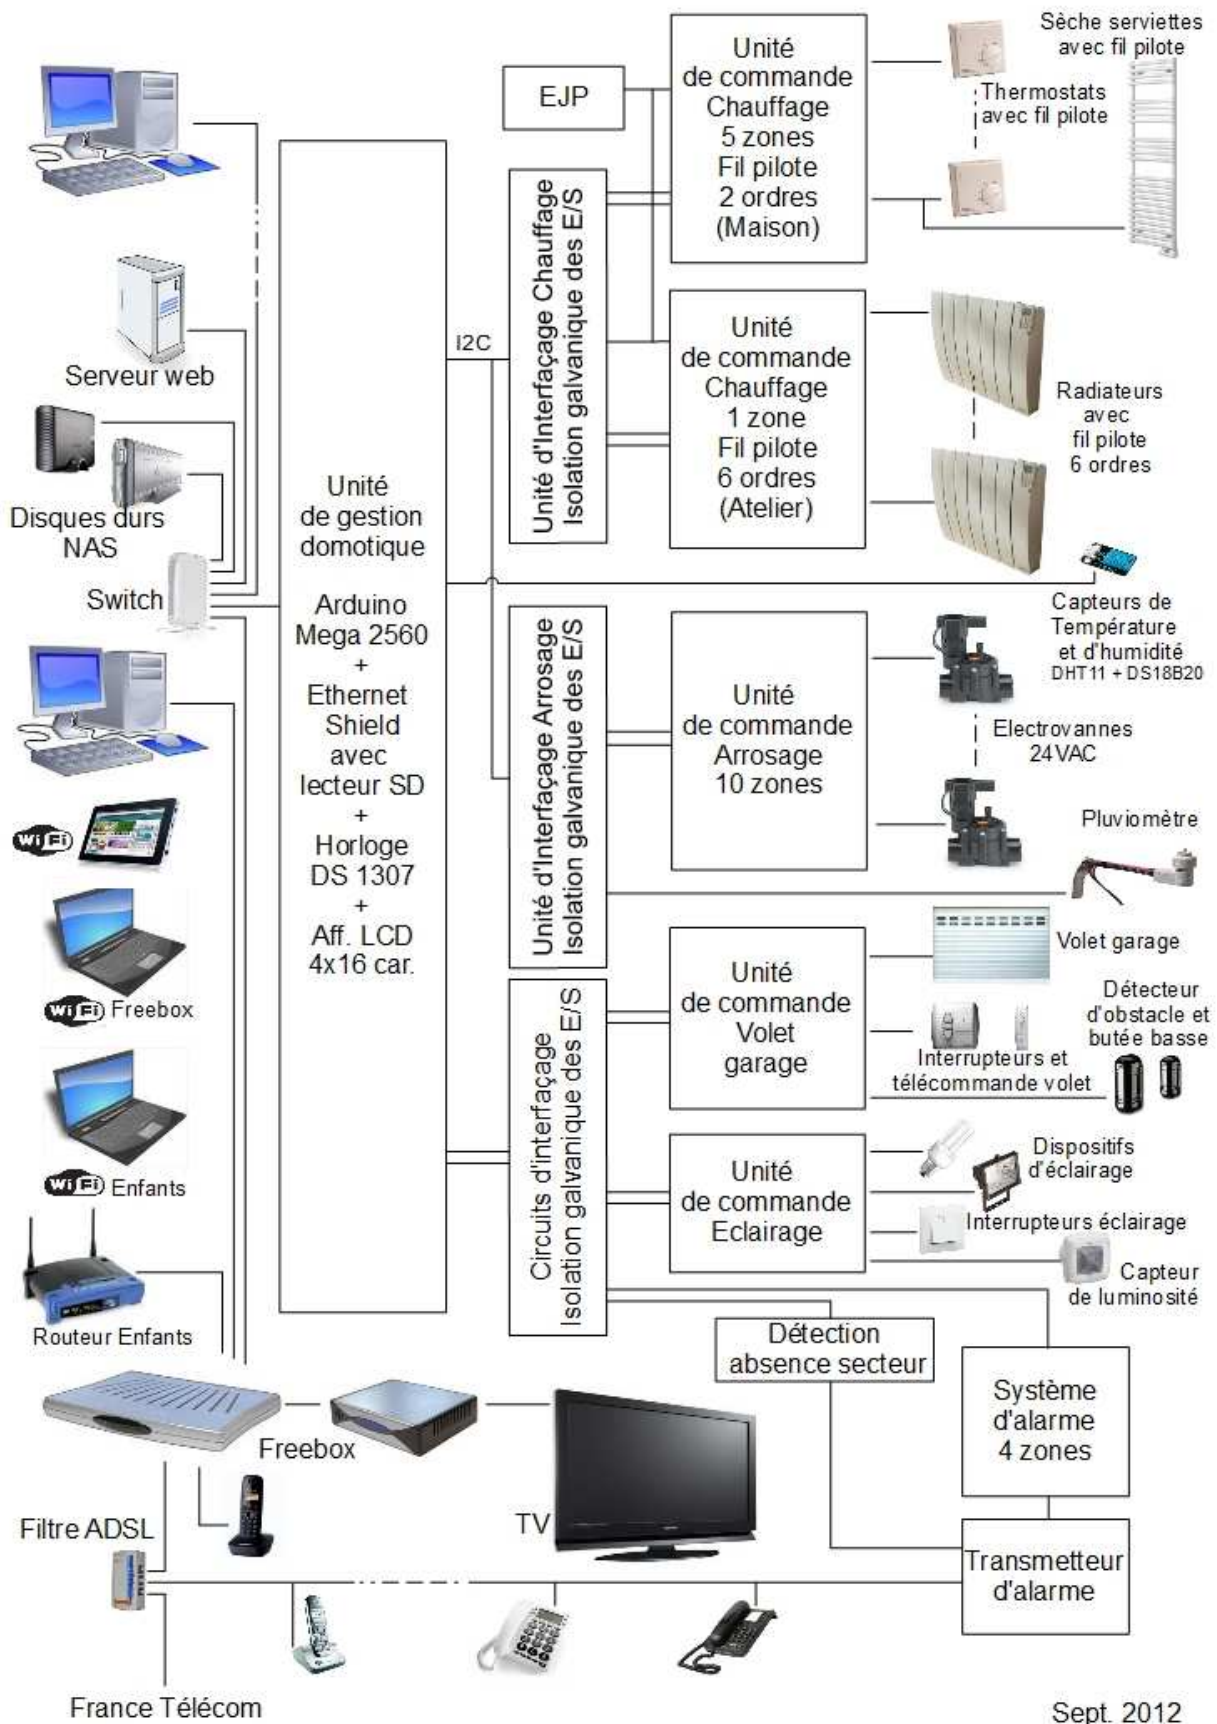 Sèche serviettes
avec fil pilote
Unité
de commande
Chauffage
5 zones
Fil pilote
2 ordres
(Maison)
EJP
Thermostats
avec fil pilote
Unité d'Interfaçage Chauffage
Isolation galvanique des E/S
Serveur web
I2C
Unité
de commande
Chauffage
1 zone
Fil pilote
6 ordres
(Atelier)
Radiateurs
avec
fil pilote
6 ordres
Disques durs
NAS
Switch
Unité
de gestion
domotique
Arduino
Mega 2560
+
Ethernet
Shield
avec
lecteur SD
+
Horloge
DS 1307
+
Aff. LCD
4x16 car.
Capteurs de
Température
et d'humidité
DHT11 + DS18B20
Unité d'Interfaçage Arrosage
Isolation galvanique des E/S
Unité
de commande
Arrosage
10 zones
Electrovannes
24VAC
Pluviomètre
WiFi
WiFi Freebox
WiFi Enfants
Circuits d'interfaçage
Isolation galvanique des E/S
Unité
de commande
Volet
garage
Volet garage
Détecteur
d'obstacle et
butée basse
Interrupteurs et
télécommande volet
Unité
de commande
Eclairage
Dispositifs
d'éclairage
Interrupteurs éclairage
Capteur
de luminosité
Routeur Enfants
Détection
absence secteur
Système
d'alarme
4 zones
Freebox
TV
Filtre ADSL
Transmetteur
d'alarme
France Télécom
Sept. 2012